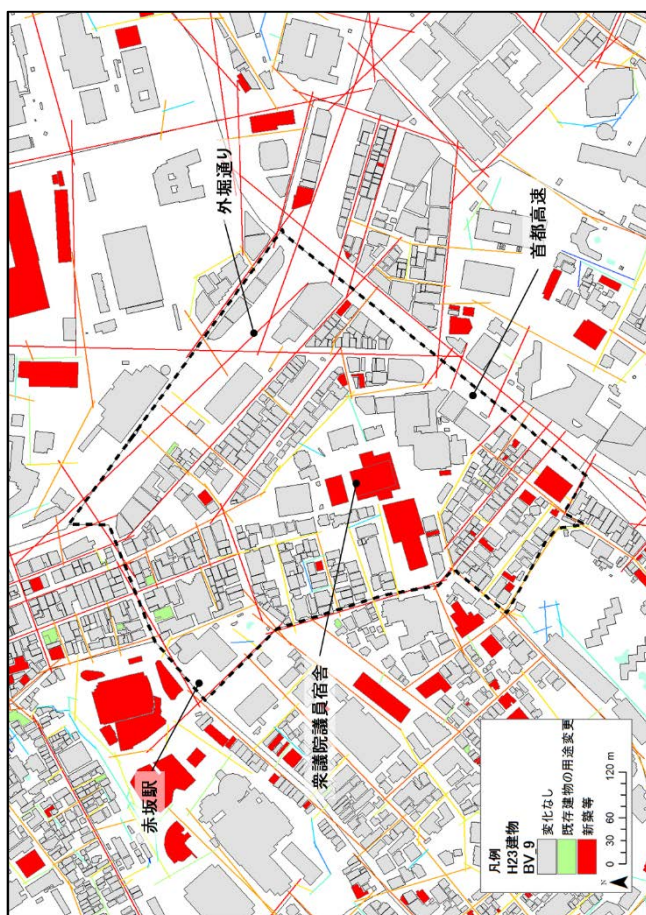 外堀通り
首都高速
赤坂駅
衆議院議員宿舎
凡例
H23建物
BV_9
変化なし
既存建物の用途変更
新築等
N
0 30 60 120 m